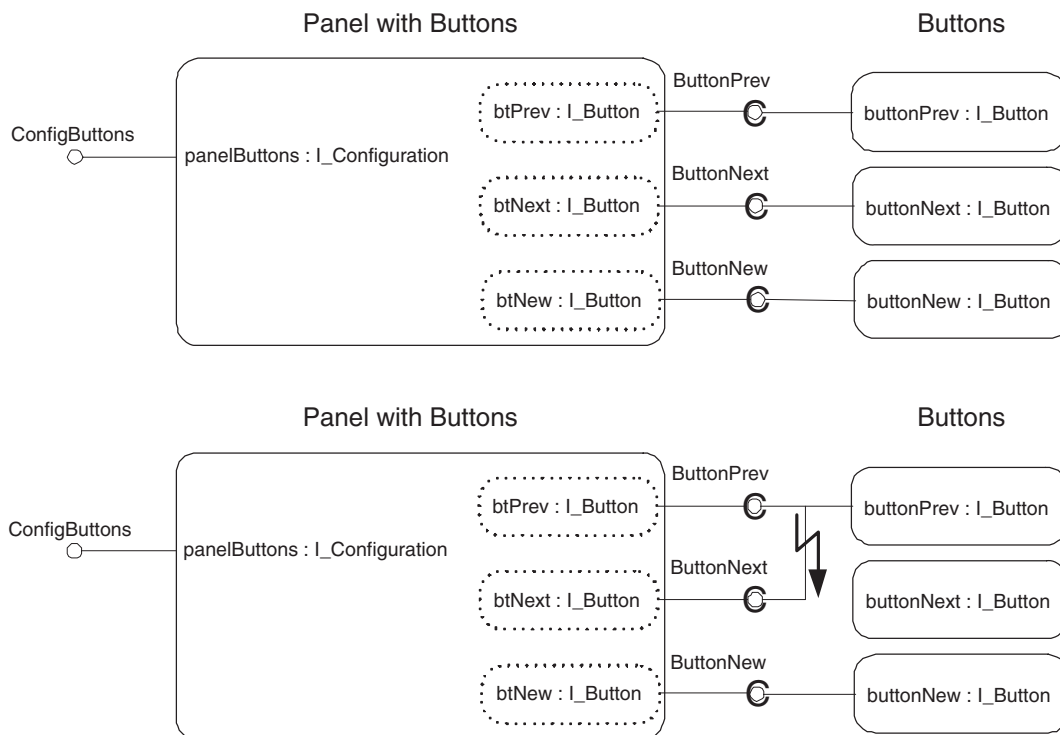 Panel with Buttons
Buttons
ButtonPrev
btPrev : I_Button
buttonPrev : I_Button
ConfigButtons
panelButtons : I_Configuration
ButtonNext
btNext : I_Button
buttonNext : I_Button
ButtonNew
btNew : I_Button
buttonNew : I_Button
Panel with Buttons
Buttons
ButtonPrev
btPrev : I_Button
buttonPrev : I_Button
ConfigButtons
panelButtons : I_Configuration
ButtonNext
btNext : I_Button
buttonNext : I_Button
ButtonNew
btNew : I_Button
buttonNew : I_Button